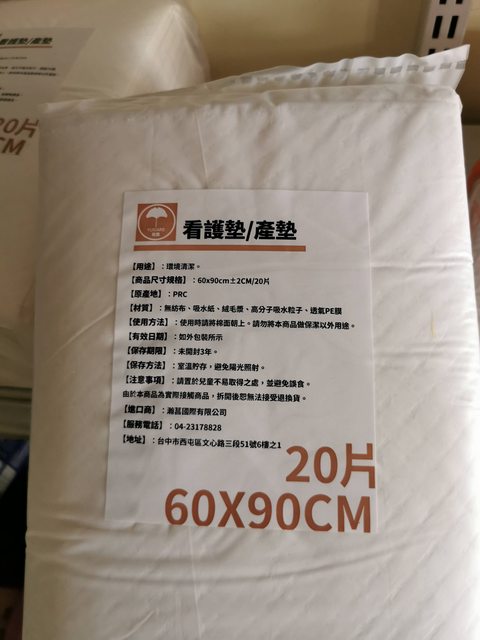 看護墊/產墊
20片
CM
看護墊/產墊
【用途】：環境清潔。
【商品尺寸規格】：60x90cm±2CM/20片
【原產地】：PRC
【材質】：無紡布、吸水紙、絨毛漿、高分子吸水粒子、透氣PE膜
【使用方法】：使用時請將棉面朝上。請勿將本商品做保潔以外用途。
【有效日期】：如外包裝所示
【保存期限】：未開封3年。
【保存方法】：室溫貯存，避免陽光照射。
【注意事項】：請置於兒童不易取得之處，並避免誤食。
由於本商品為實際接觸商品，拆開後恕無法接受退換貨。
【進口商】：瀚菖國際有限公司
【服務電話】：04-23178828
【地址】：台中市西屯區文心路三段51號6樓之1
20片
60X90CM